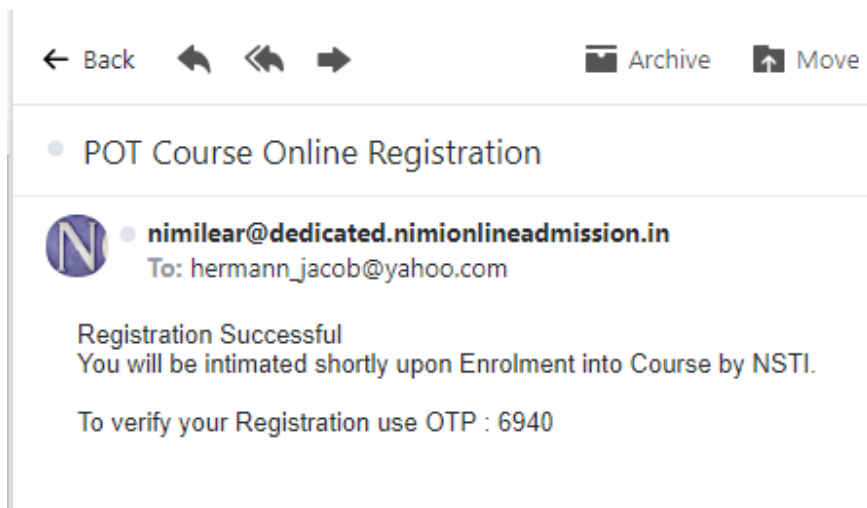 Back
Archive
Move
POT Course Online Registration
N
nimilear@dedicated.nimionlineadmission.in
To: hermann_jacob@yahoo.com
Registration Successful
You will be intimated shortly upon Enrolment into Course by NSTI.
To verify your Registration use OTP : 6940